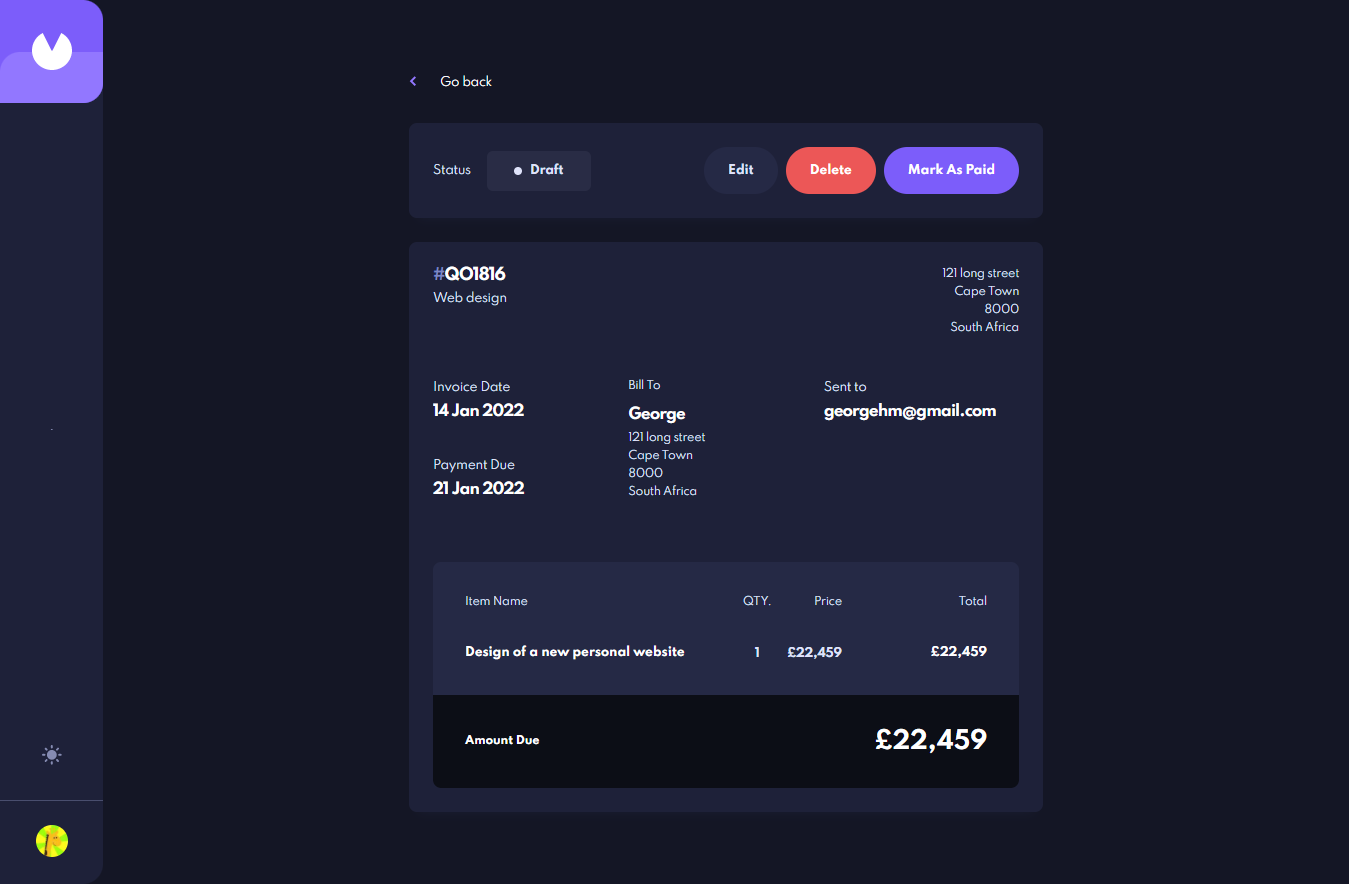 Go back
Status
Draft
Edit
Delete
Mark As Paid
#QO1816
Web design
121 long street
Cape Town
8000
South Africa
Invoice Date
14 Jan 2022
Payment Due
21 Jan 2022
Bill To
George
121 long street
Cape Town
8000
South Africa
Sent to
georgehm@gmail.com
Item Name QTY. Price Total
Design of a new personal website 1 £22,459 £22,459
Amount Due £22,459